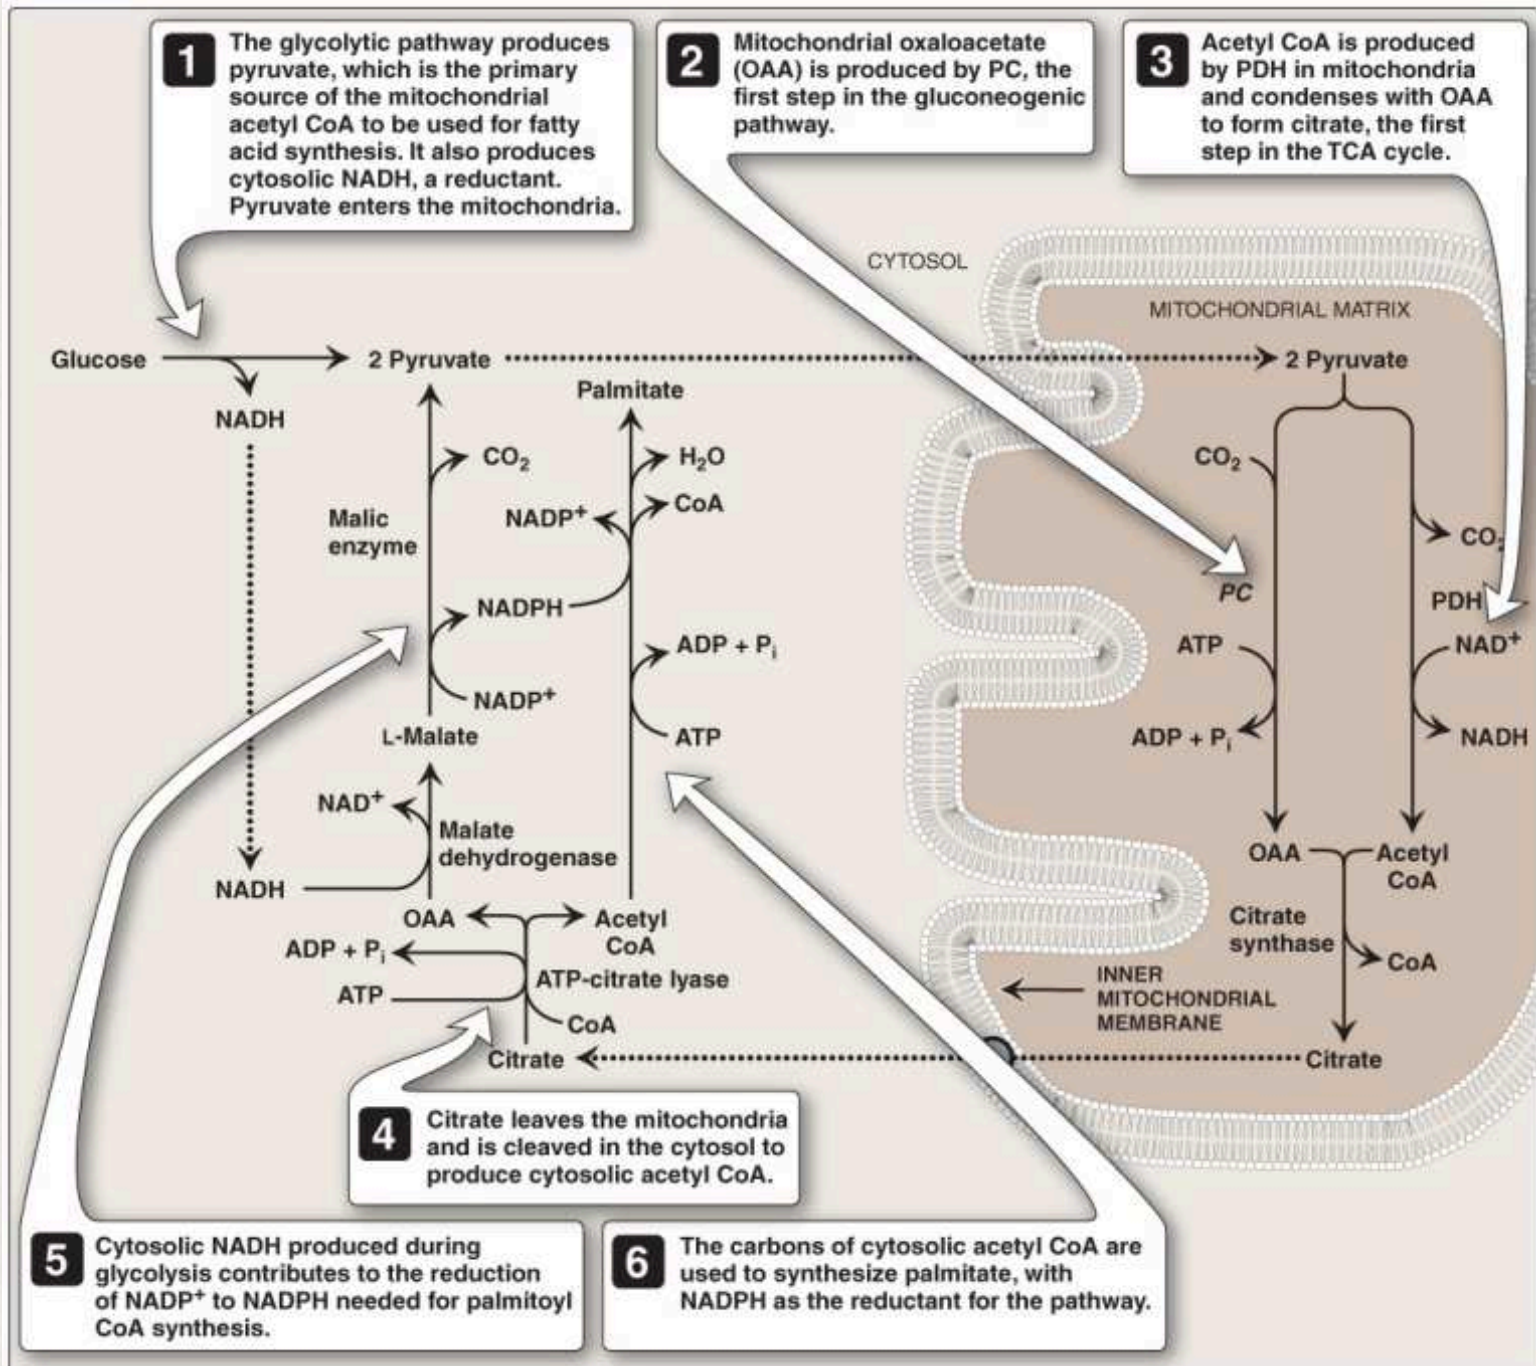 1
The glycolytic pathway produces
pyruvate, which is the primary
source of the mitochondrial
acetyl CoA to be used for fatty
acid synthesis. It also produces
cytosolic NADH, a reductant.
Pyruvate enters the mitochondria.
2
Mitochondrial oxaloacetate
(OAA) is produced by PC, the
first step in the gluconeogenic
pathway.
3
Acetyl CoA is produced
by PDH in mitochondria
and condenses with OAA
to form citrate, the first
step in the TCA cycle.
CYTOSOL
MITOCHONDRIAL MATRIX
Glucose
2 Pyruvate
2 Pyruvate
NADH
Palmitate
CO₂
H₂O
CoA
NADP⁺
Malic
enzyme
NADPH
ADP + Pᵢ
NADP⁺
ATP
L-Malate
NAD⁺
Malate
dehydrogenase
NADH
OAA
Acetyl
CoA
ADP + Pᵢ
ATP-citrate lyase
ATP
CoA
Citrate
CO₂
CO₂
PC
PDH
ATP
NAD⁺
ADP + Pᵢ
NADH
OAA
Acetyl
CoA
Citrate
synthase
CoA
INNER
MITOCHONDRIAL
MEMBRANE
Citrate
4
Citrate leaves the mitochondria
and is cleaved in the cytosol to
produce cytosolic acetyl CoA.
5
Cytosolic NADH produced during
glycolysis contributes to the reduction
of NADP⁺ to NADPH needed for palmitoyl
CoA synthesis.
6
The carbons of cytosolic acetyl CoA are
used to synthesize palmitate, with
NADPH as the reductant for the pathway.